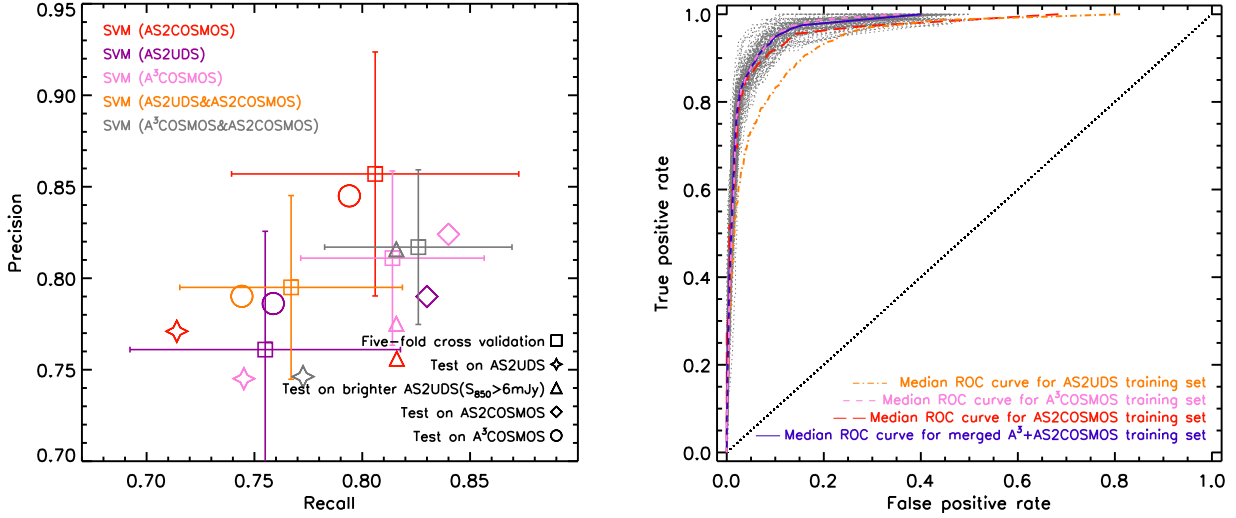 SVM (AS2COSMOS)
SVM (AS2UDS)
SVM (A³COSMOS)
SVM (AS2UDS&AS2COSMOS)
SVM (A³COSMOS&AS2COSMOS)
Five-fold cross validation
Test on AS2UDS
Test on brighter AS2UDS(S₈₅₀>6mJy)
Test on AS2COSMOS
Test on A³COSMOS
0.95
0.90
0.85
0.80
0.75
0.70
Precision
0.70 0.75 0.80 0.85
Recall
1.0
0.8
0.6
0.4
0.2
0.0
True positive rate
Median ROC curve for AS2UDS training set
Median ROC curve for A³COSMOS training set
Median ROC curve for AS2COSMOS training set
Median ROC curve for merged A³+AS2COSMOS training set
0.0 0.2 0.4 0.6 0.8 1.0
False positive rate